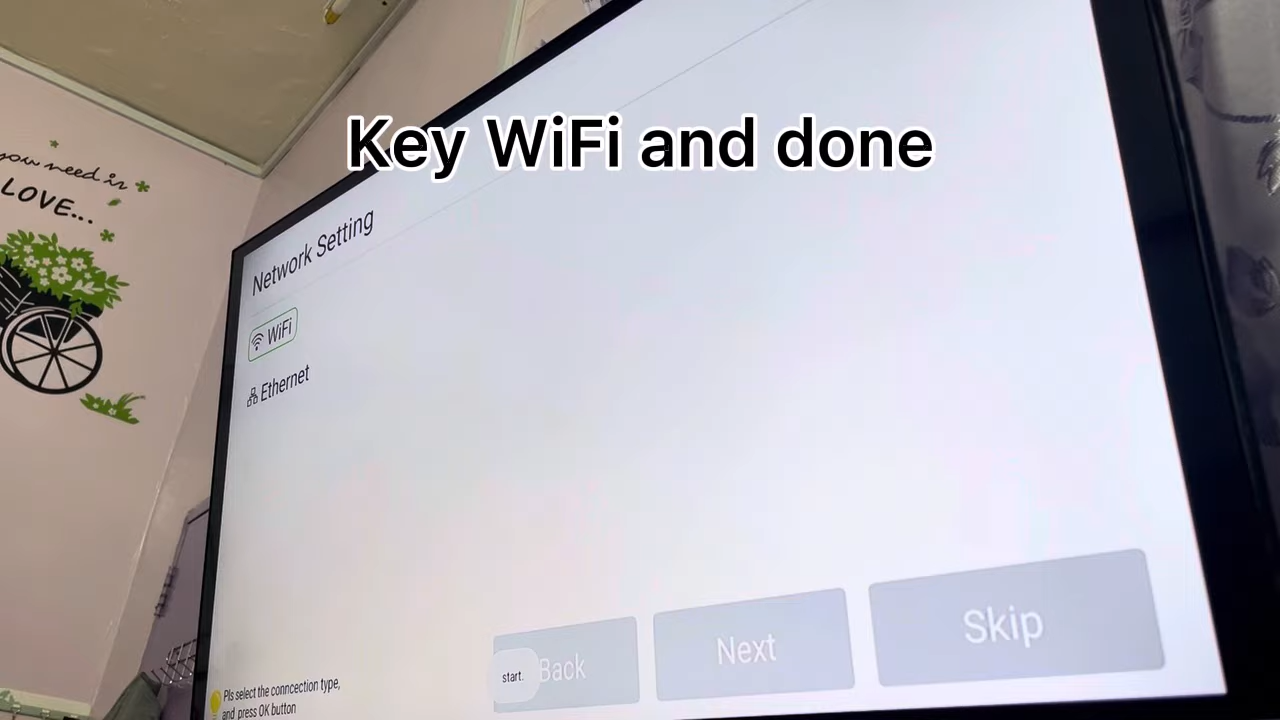 Key WiFi and done
you need is
LOVE...
Network Setting
WiFi
Ethernet
start.
Back
Next
Skip
Pls select the conncection type,
and press OK button